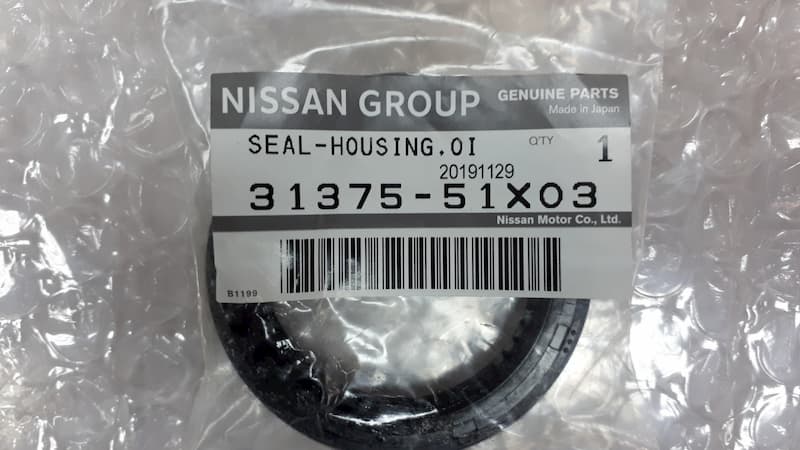 NISSAN GROUP
GENUINE PARTS
Made in Japan
SEAL-HOUSING.OI
Q'TY 1
20191129
31375-51X03
Nissan Motor Co., Ltd.
B1199